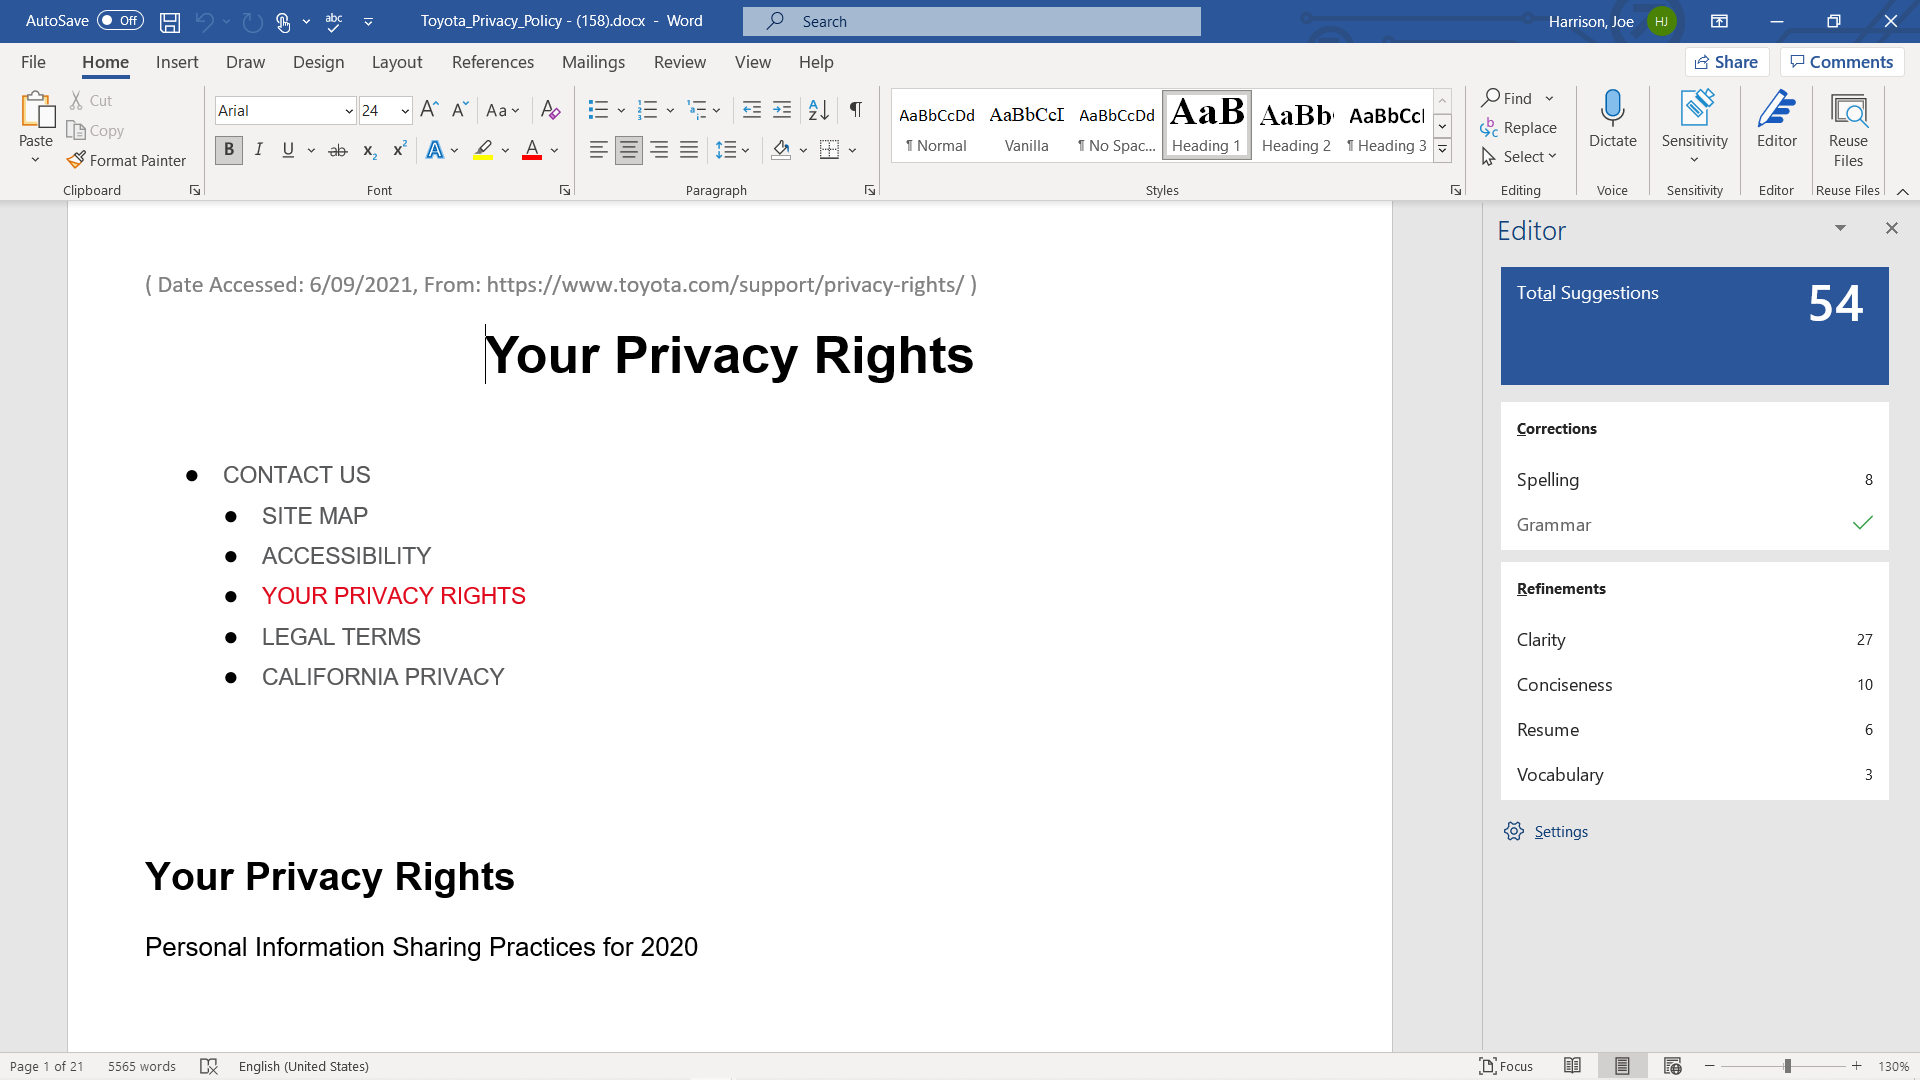 AutoSave Off Toyota_Privacy_Policy - (158).docx - Word Search Harrison, Joe HJ
File Home Insert Draw Design Layout References Mailings Review View Help Share Comments
Paste Cut Copy Format Painter
Clipboard
Arial 24 Aa
B I U ab x₂ x² A A
Font
Paragraph
AaBbCcDd AaBbCcI AaBbCcDd AaB AaBb AaBbCcI
¶ Normal Vanilla ¶ No Spac... Heading 1 Heading 2 ¶ Heading 3
Styles
Find
Replace
Select
Editing
Dictate
Voice
Sensitivity
Sensitivity
Editor
Editor
Reuse Files
Reuse Files
( Date Accessed: 6/09/2021, From: https://www.toyota.com/support/privacy-rights/ )
Your Privacy Rights
● CONTACT US
● SITE MAP
● ACCESSIBILITY
● YOUR PRIVACY RIGHTS
● LEGAL TERMS
● CALIFORNIA PRIVACY
Your Privacy Rights
Personal Information Sharing Practices for 2020
Editor
Total Suggestions 54
Corrections
Spelling 8
Grammar
Refinements
Clarity 27
Conciseness 10
Resume 6
Vocabulary 3
Settings
Page 1 of 21 5565 words English (United States) Focus 130%